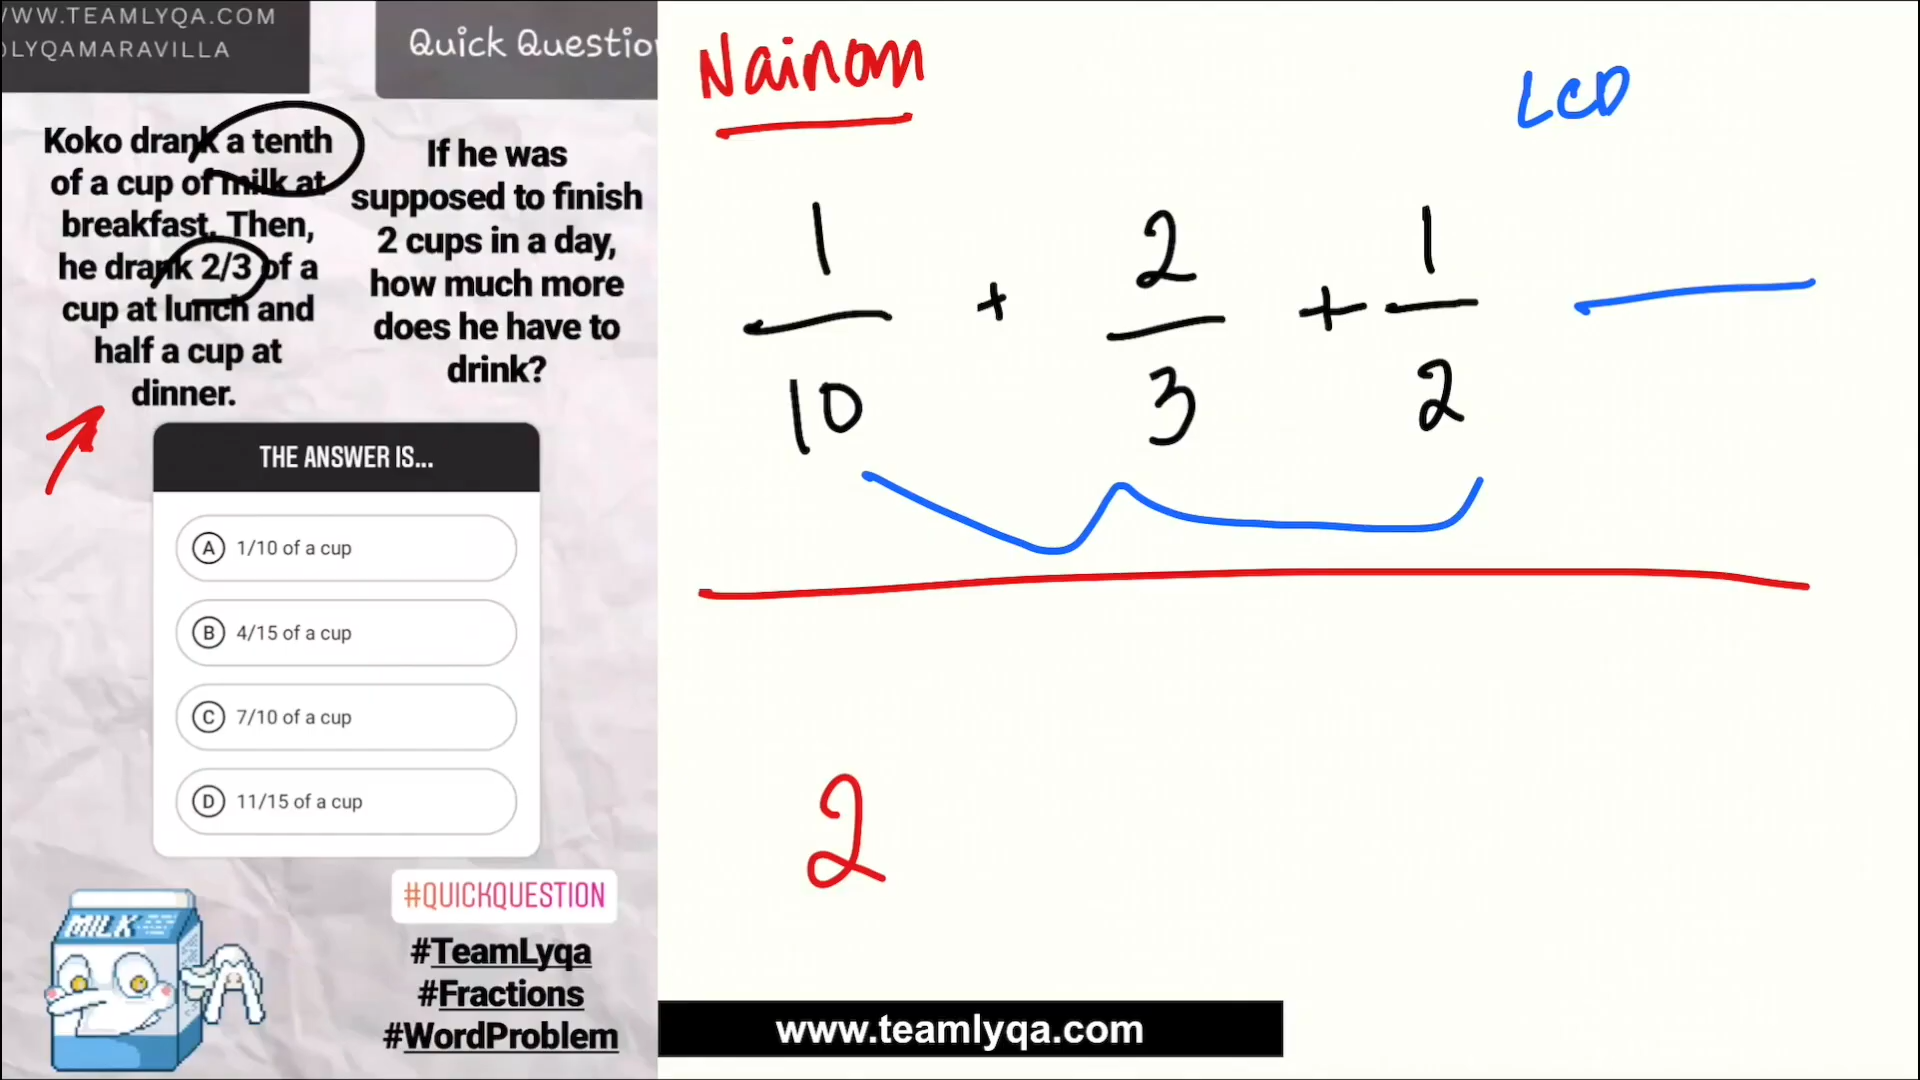 WWW.TEAMLYQA.COM
@LYQAMARAVILLA
Quick Questio
Koko drank a tenth
of a cup of milk at
breakfast. Then,
he drank 2/3 of a
cup at lunch and
half a cup at
dinner.
If he was
supposed to finish
2 cups in a day,
how much more
does he have to
drink?
THE ANSWER IS...
A 1/10 of a cup
B 4/15 of a cup
C 7/10 of a cup
D 11/15 of a cup
MILK
#QUICKQUESTION
#TeamLyqa
#Fractions
#WordProblem
Nainom
LCD
1/10 + 2/3 + 1/2
2
www.teamlyqa.com